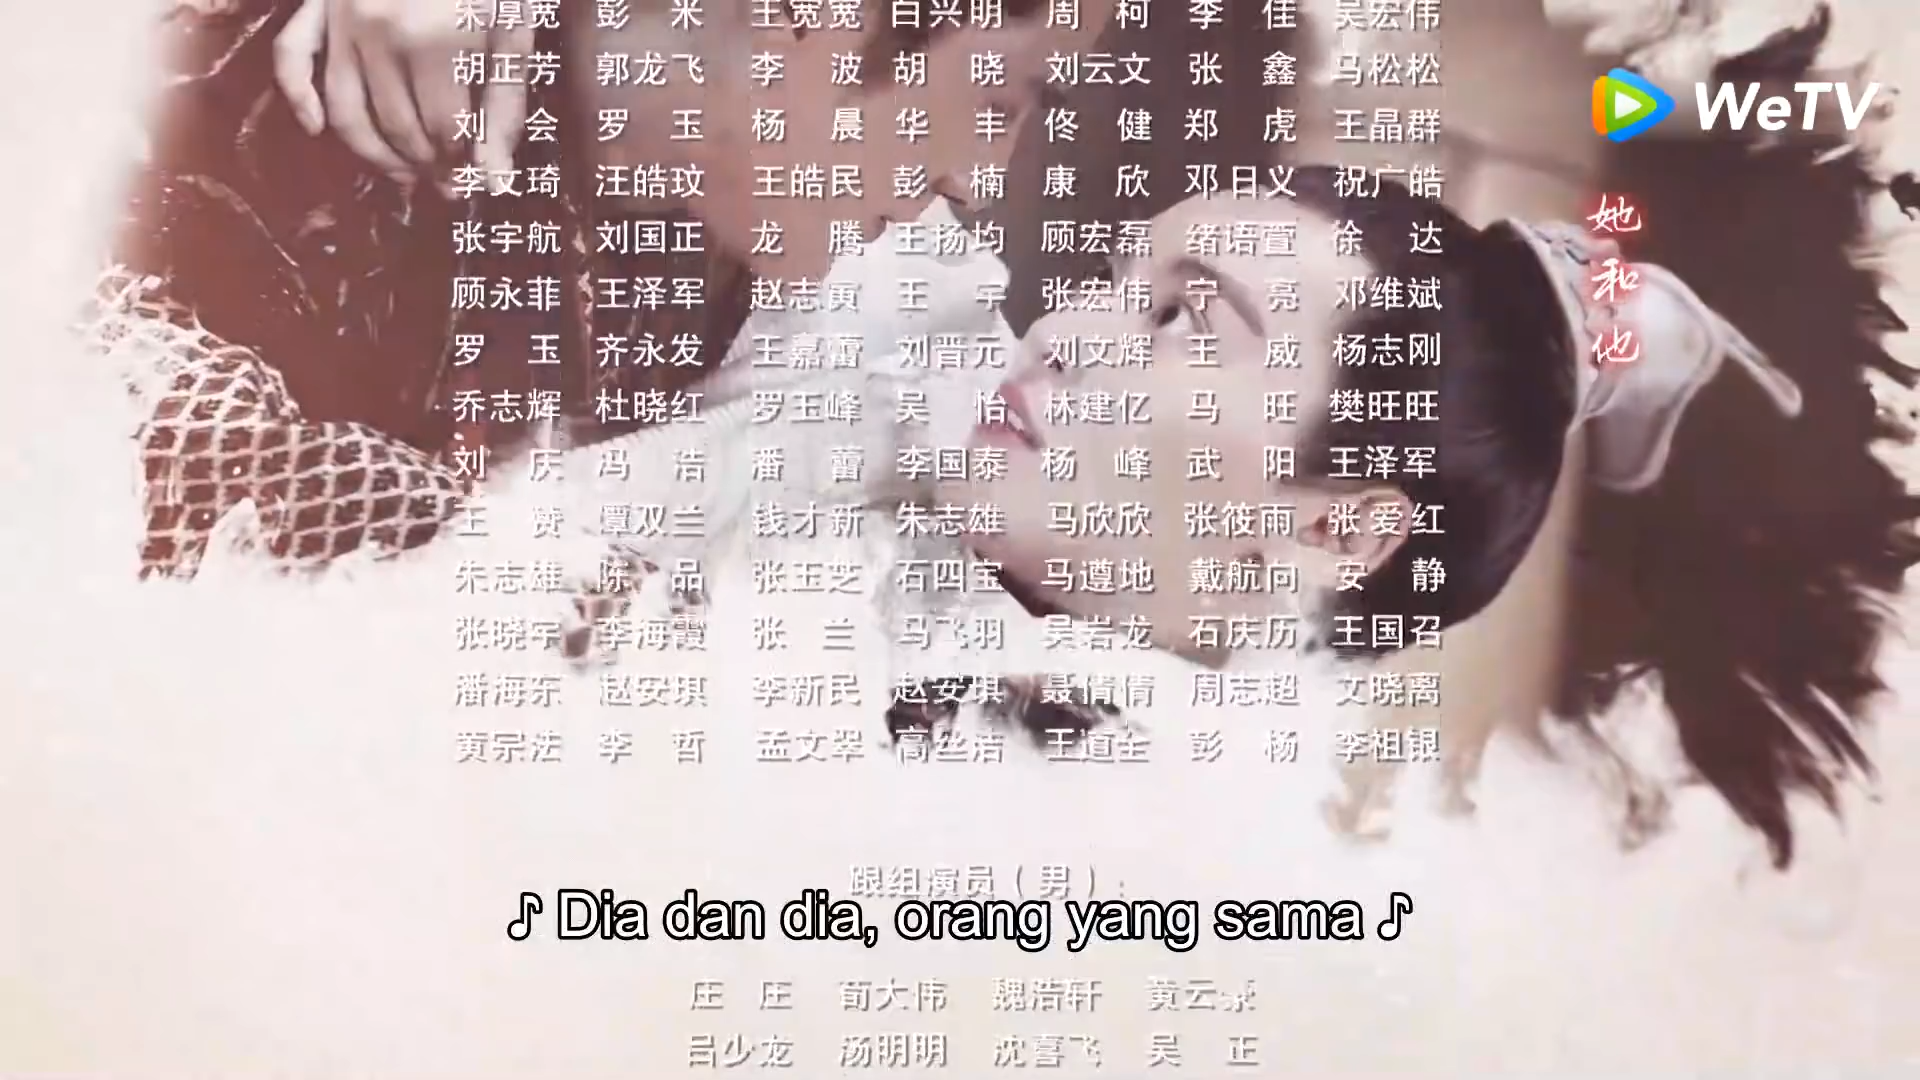 朱厚宽 彭米 王宽宽 白兴明 周柯 李佳 吴宏伟
胡正芳 郭龙飞 李波 胡晓 刘云文 张鑫 马松松
WeTV
刘会 罗玉 杨晨 华丰 佟健 郑虎 王晶群
李文琦 汪皓玟 王皓民 彭楠 康欣 邓日义 祝广皓
张宇航 刘国正 龙腾 王扬均 顾宏磊 绪语萱 徐达
她和他
顾永菲 王泽军 赵志寅 王宇 张宏伟 宁亮 邓维斌
罗玉 齐永发 王嘉蕾 刘晋元 刘文辉 王威 杨志刚
乔志辉 杜晓红 罗玉峰 吴怡 林建亿 马旺 樊旺旺
刘庆 冯浩 潘蕾 李国泰 杨峰 武阳 王泽军
王赞 覃双兰 钱才新 朱志雄 马欣欣 张筱雨 张爱红
朱志雄 陈品 张玉芝 石四宝 马遵地 戴航向 安静
张晓宇 李海霞 张兰 马飞羽 吴岩龙 石庆历 王国召
潘海东 赵安琪 李新民 赵安琪 聂倩倩 周志超 文晓离
黄宗法 李哲 孟文翠 高丝洁 王道全 彭杨 李祖银
跟组演员（男）：
♪ Dia dan dia, orang yang sama ♪
庄庄 荀大伟 魏浩轩 黄云豪
吕少龙 汤明明 沈喜飞 吴正